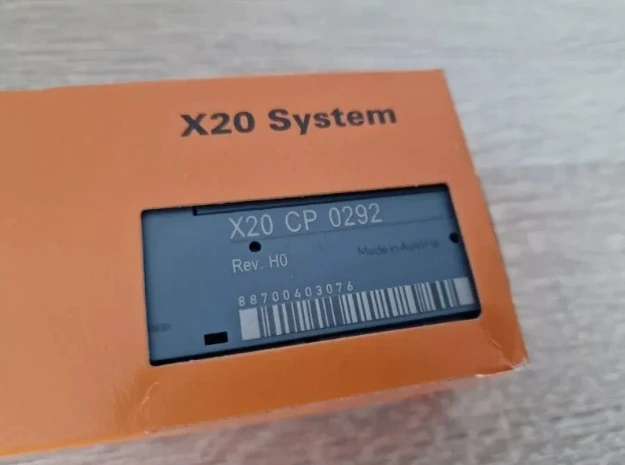 X20 System
X20 CP 0292
Rev. H0
Made in Austria
88700403076